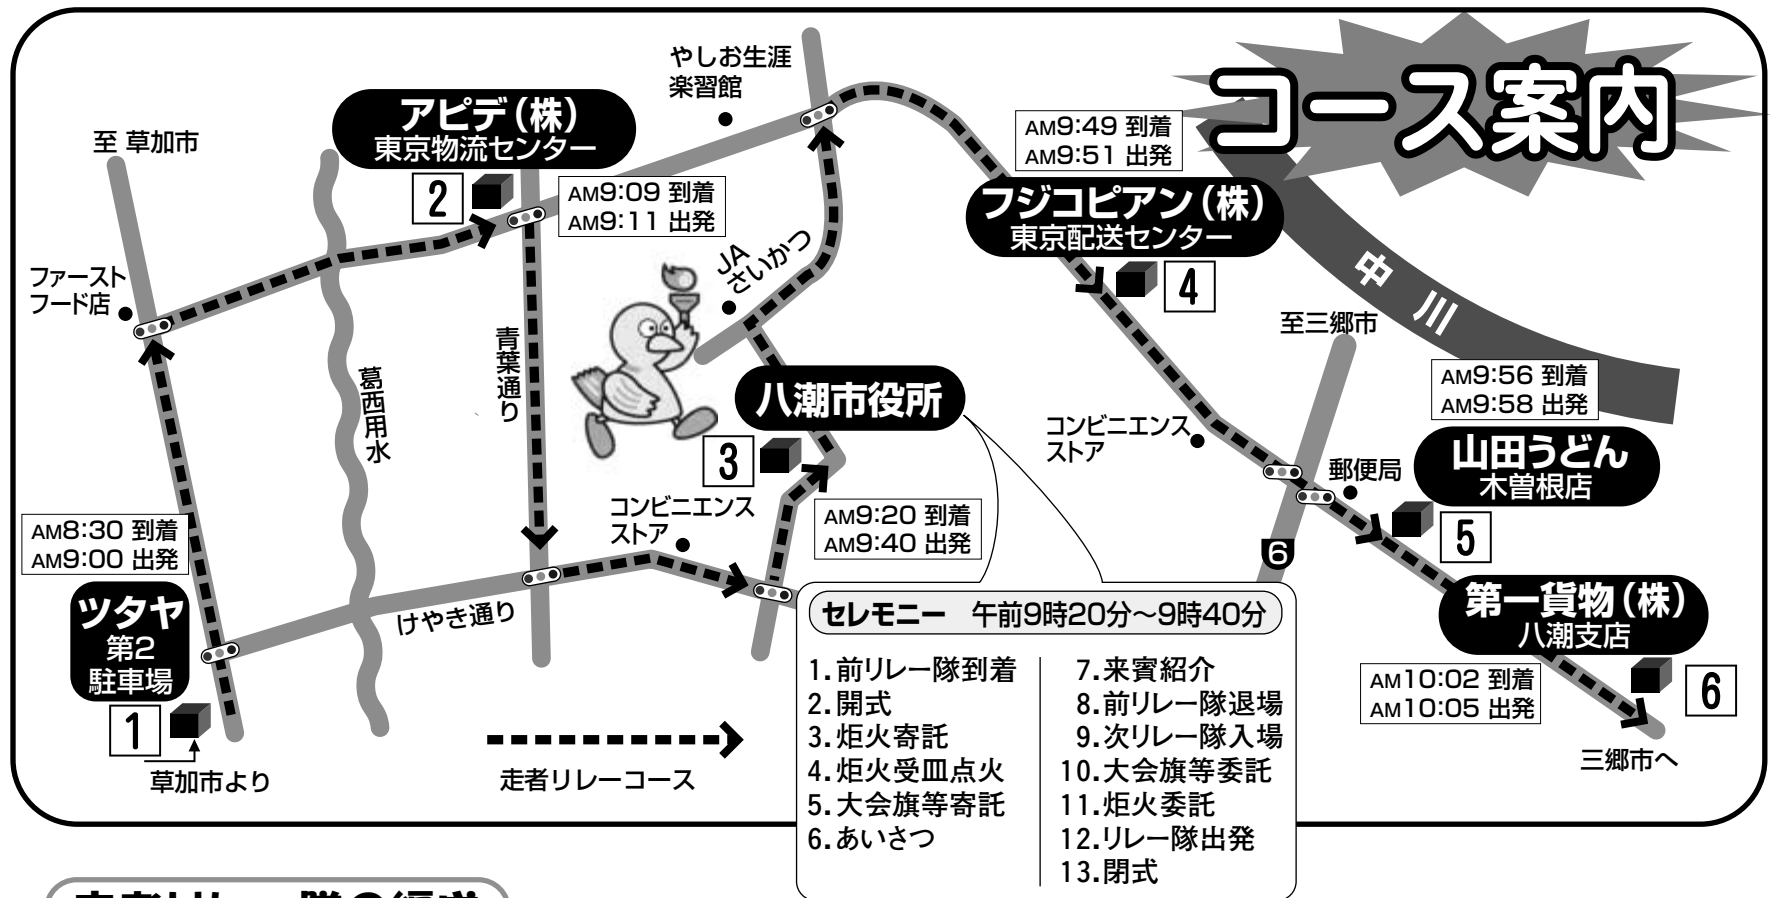 コース案内
やしお生涯
楽習館
アピデ(株)
東京物流センター
至 草加市
2
AM9:09 到着
AM9:11 出発
AM9:49 到着
AM9:51 出発
フジコピアン(株)
東京配送センター
4
中川
JA
さいかつ
ファースト
フード店
青葉通り
葛西用水
至三郷市
AM9:56 到着
AM9:58 出発
八潮市役所
3
コンビニエンス
ストア
山田うどん
木曽根店
郵便局
5
6
コンビニエンス
ストア
AM9:20 到着
AM9:40 出発
AM8:30 到着
AM9:00 出発
ツタヤ
第2
駐車場
1
草加市より
けやき通り
走者リレーコース
第一貨物(株)
八潮支店
AM10:02 到着
AM10:05 出発
6
三郷市へ
セレモニー 午前9時20分〜9時40分
1.前リレー隊到着
2.開式
3.炬火寄託
4.炬火受皿点火
5.大会旗等寄託
6.あいさつ
7.来賓紹介
8.前リレー隊退場
9.次リレー隊入場
10.大会旗等委託
11.炬火委託
12.リレー隊出発
13.閉式